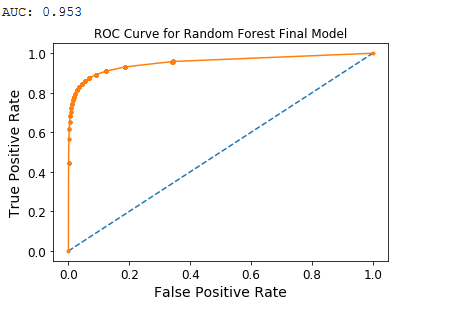 AUC: 0.953
ROC Curve for Random Forest Final Model
1.0
0.8
0.6
0.4
0.2
0.0
True Positive Rate
0.0 0.2 0.4 0.6 0.8 1.0
False Positive Rate